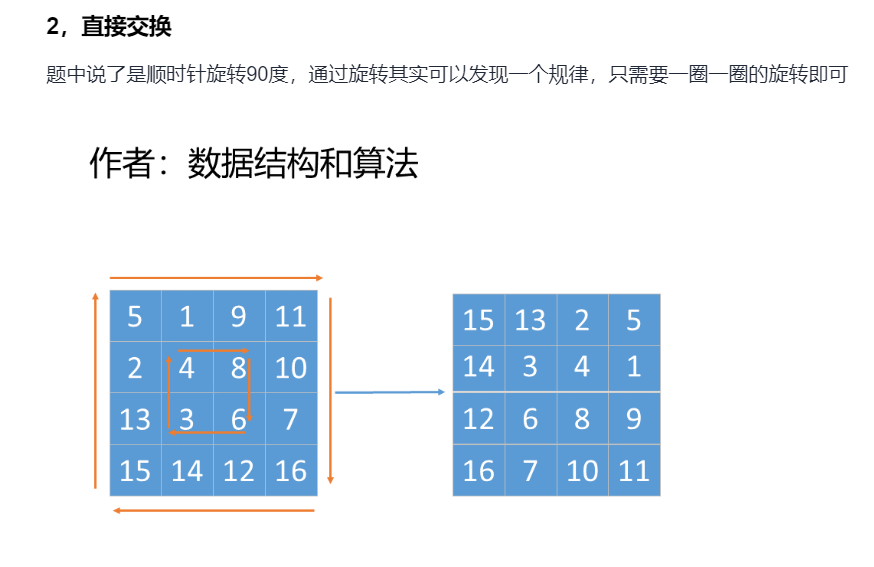 2，直接交换
题中说了是顺时针旋转90度，通过旋转其实可以发现一个规律，只需要一圈一圈的旋转即可
作者：数据结构和算法
5 1 9 11
2 4 8 10
13 3 6 7
15 14 12 16
15 13 2 5
14 3 4 1
12 6 8 9
16 7 10 11